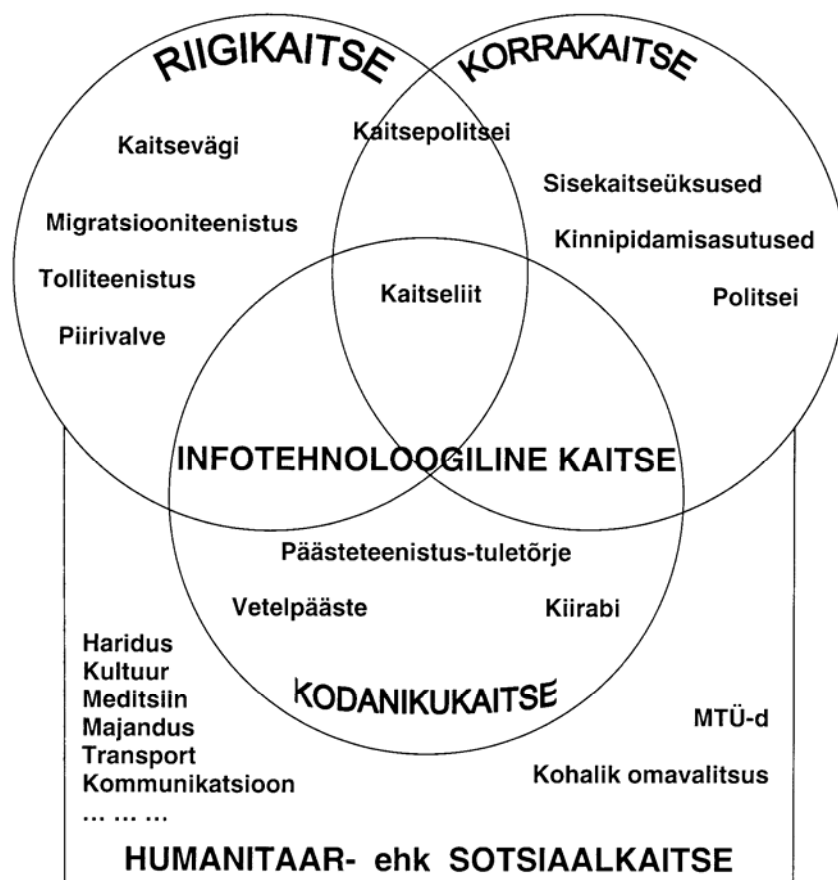 RIIGIKAITSE
KORRAKAITSE
Kaitsevägi
Kaitsepolitsei
Sisekaitseüksused
Migratsiooniteenistus
Kinnipidamisasutused
Tolliteenistus
Kaitseliit
Politsei
Piirivalve
INFOTEHNOLOOGILINE KAITSE
Päästeteenistus-tuletõrje
Vetelpääste
Kiirabi
KODANIKUKAITSE
Haridus
Kultuur
Meditsiin
Majandus
Transport
Kommunikatsioon
... ... ...
MTÜ-d
Kohalik omavalitsus
HUMANITAAR- ehk SOTSIAALKAITSE